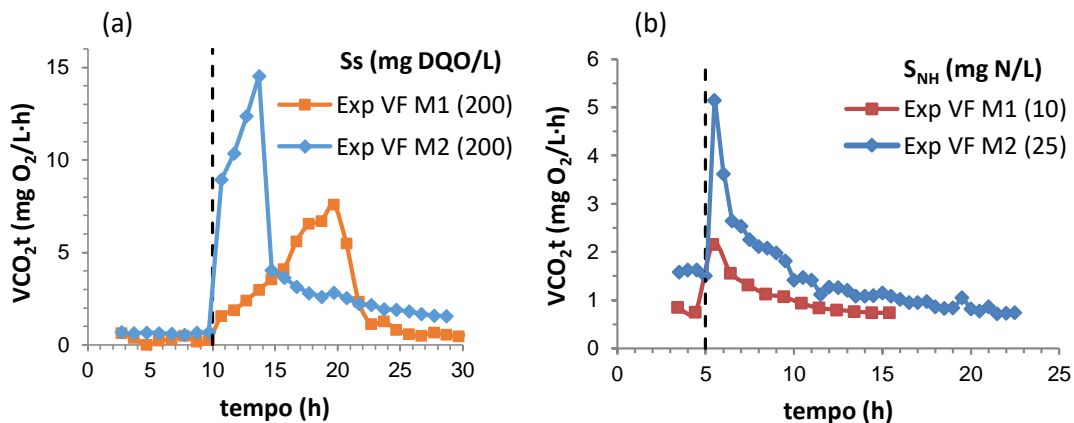 (a)
Ss (mg DQO/L)
Exp VF M1 (200)
Exp VF M2 (200)
VCO2t (mg O2/L·h)
15
10
5
0
0 5 10 15 20 25 30
tempo (h)
(b)
SNH (mg N/L)
Exp VF M1 (10)
Exp VF M2 (25)
VCO2t (mg O2/L·h)
6
5
4
3
2
1
0
0 5 10 15 20 25
tempo (h)